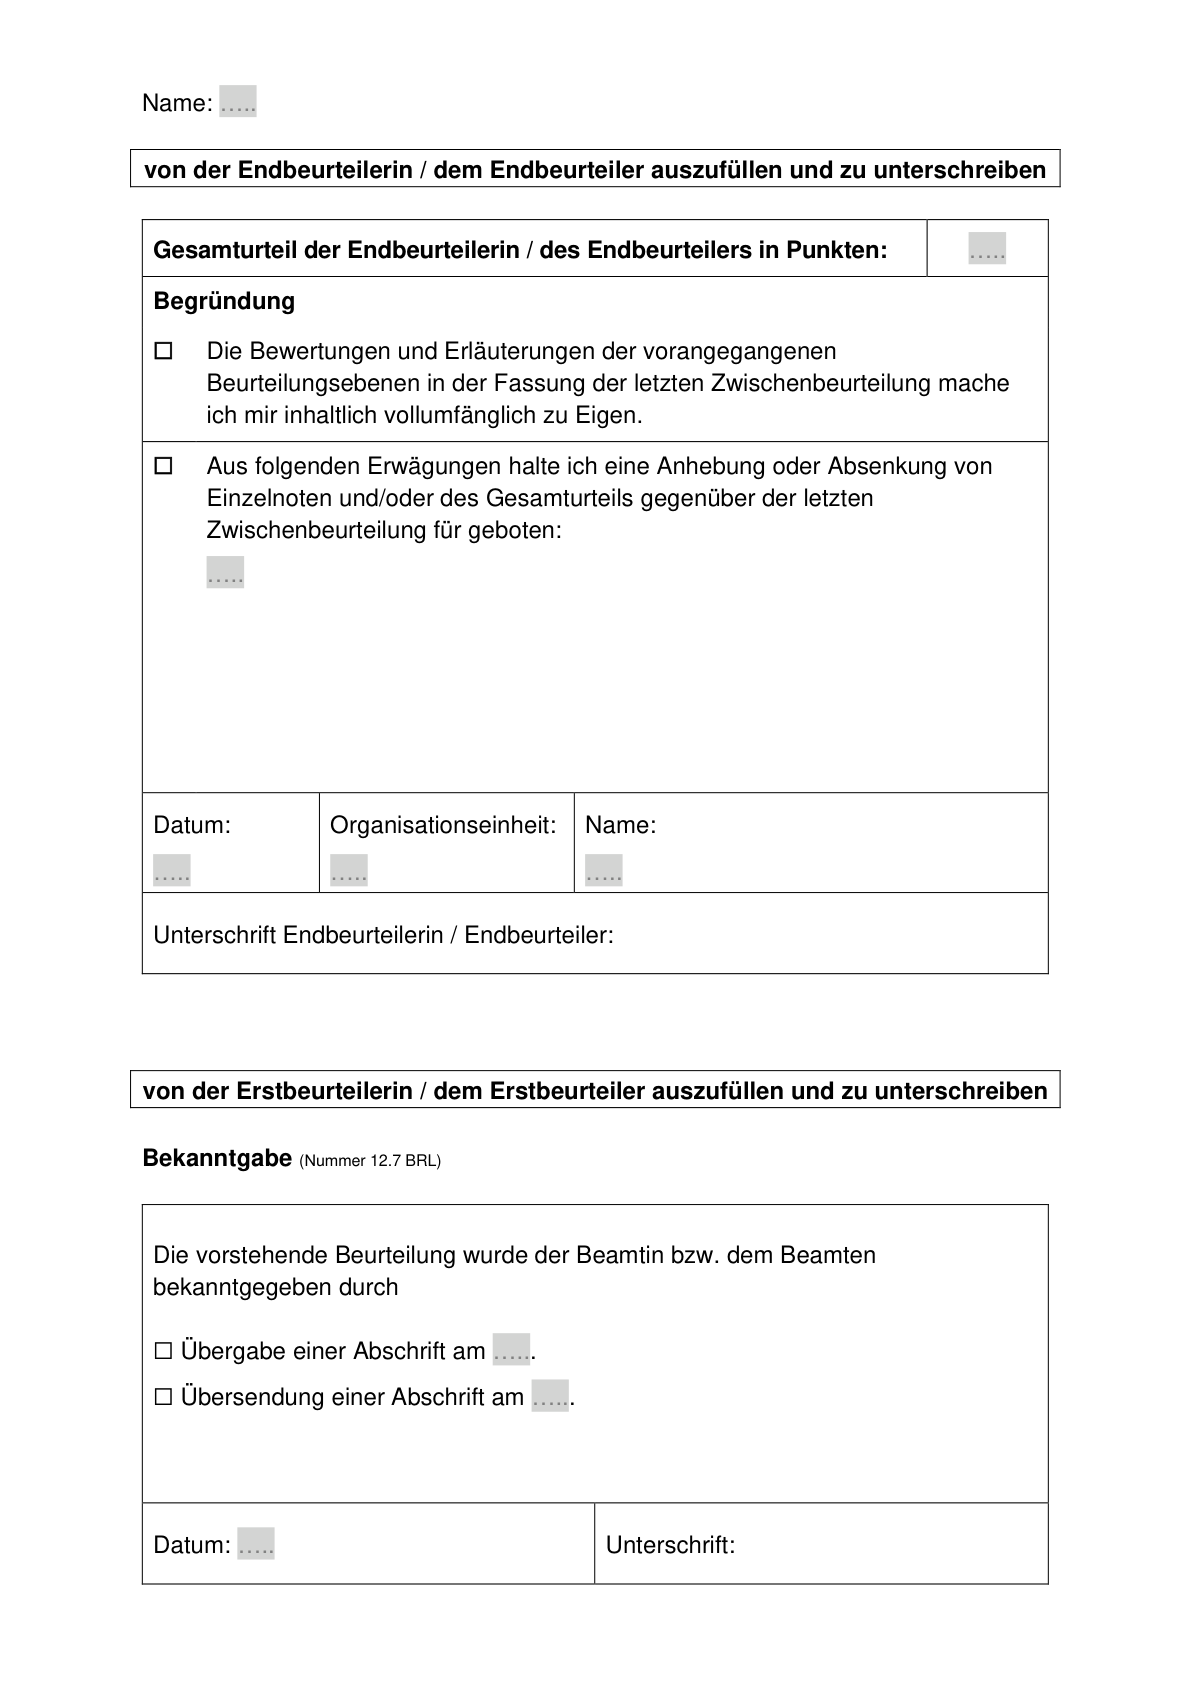 Name: .....
von der Endbeurteilerin / dem Endbeurteiler auszufüllen und zu unterschreiben
Gesamturteil der Endbeurteilerin / des Endbeurteilers in Punkten: .....
Begründung
☐ Die Bewertungen und Erläuterungen der vorangegangenen
Beurteilungsebenen in der Fassung der letzten Zwischenbeurteilung mache
ich mir inhaltlich vollumfänglich zu Eigen.
☐ Aus folgenden Erwägungen halte ich eine Anhebung oder Absenkung von
Einzelnoten und/oder des Gesamturteils gegenüber der letzten
Zwischenbeurteilung für geboten:
.....
Datum: Organisationseinheit: Name:
..... ..... .....
Unterschrift Endbeurteilerin / Endbeurteiler:
von der Erstbeurteilerin / dem Erstbeurteiler auszufüllen und zu unterschreiben
Bekanntgabe (Nummer 12.7 BRL)
Die vorstehende Beurteilung wurde der Beamtin bzw. dem Beamten
bekanntgegeben durch
☐ Übergabe einer Abschrift am ......
☐ Übersendung einer Abschrift am ......
Datum: ..... Unterschrift: